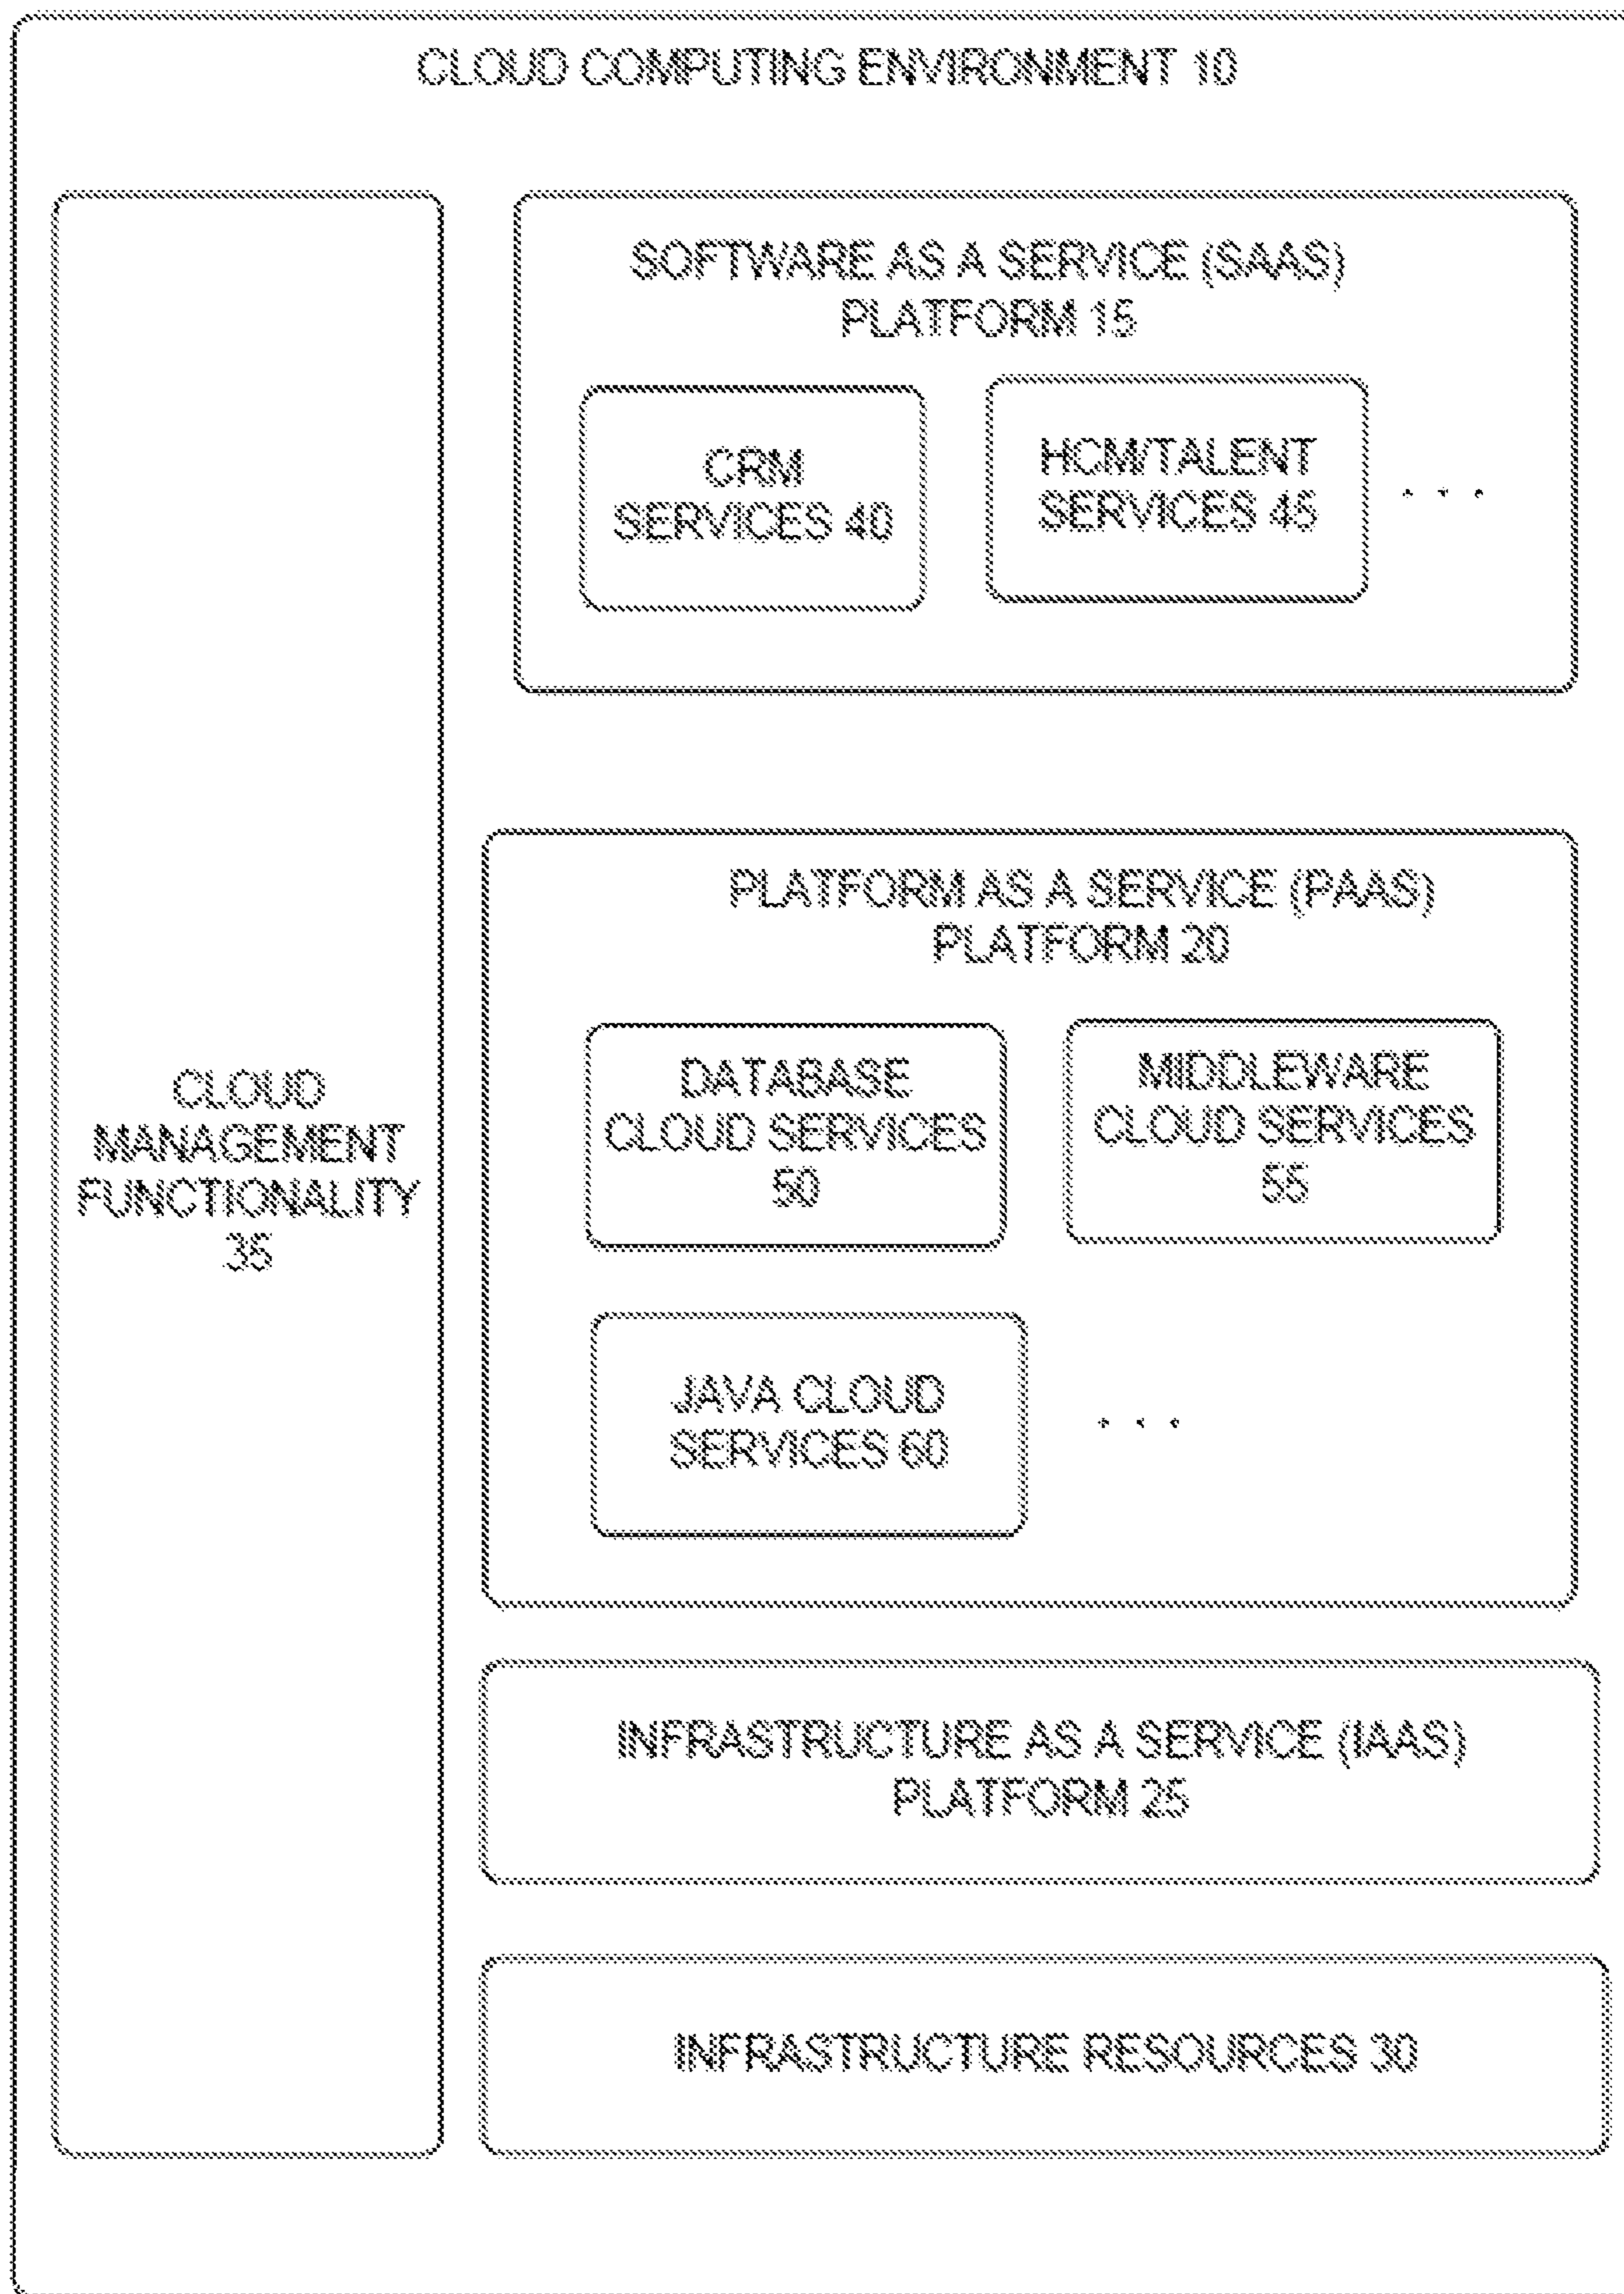 CLOUD COMPUTING ENVIRONMENT 10
SOFTWARE AS A SERVICE (SAAS)
PLATFORM 15
CRM
SERVICES 40
HCM/TALENT
SERVICES 45
. . .
PLATFORM AS A SERVICE (PAAS)
PLATFORM 20
DATABASE
CLOUD SERVICES
50
MIDDLEWARE
CLOUD SERVICES
55
CLOUD
MANAGEMENT
FUNCTIONALITY
35
JAVA CLOUD
SERVICES 60
. . .
INFRASTRUCTURE AS A SERVICE (IAAS)
PLATFORM 25
INFRASTRUCTURE RESOURCES 30